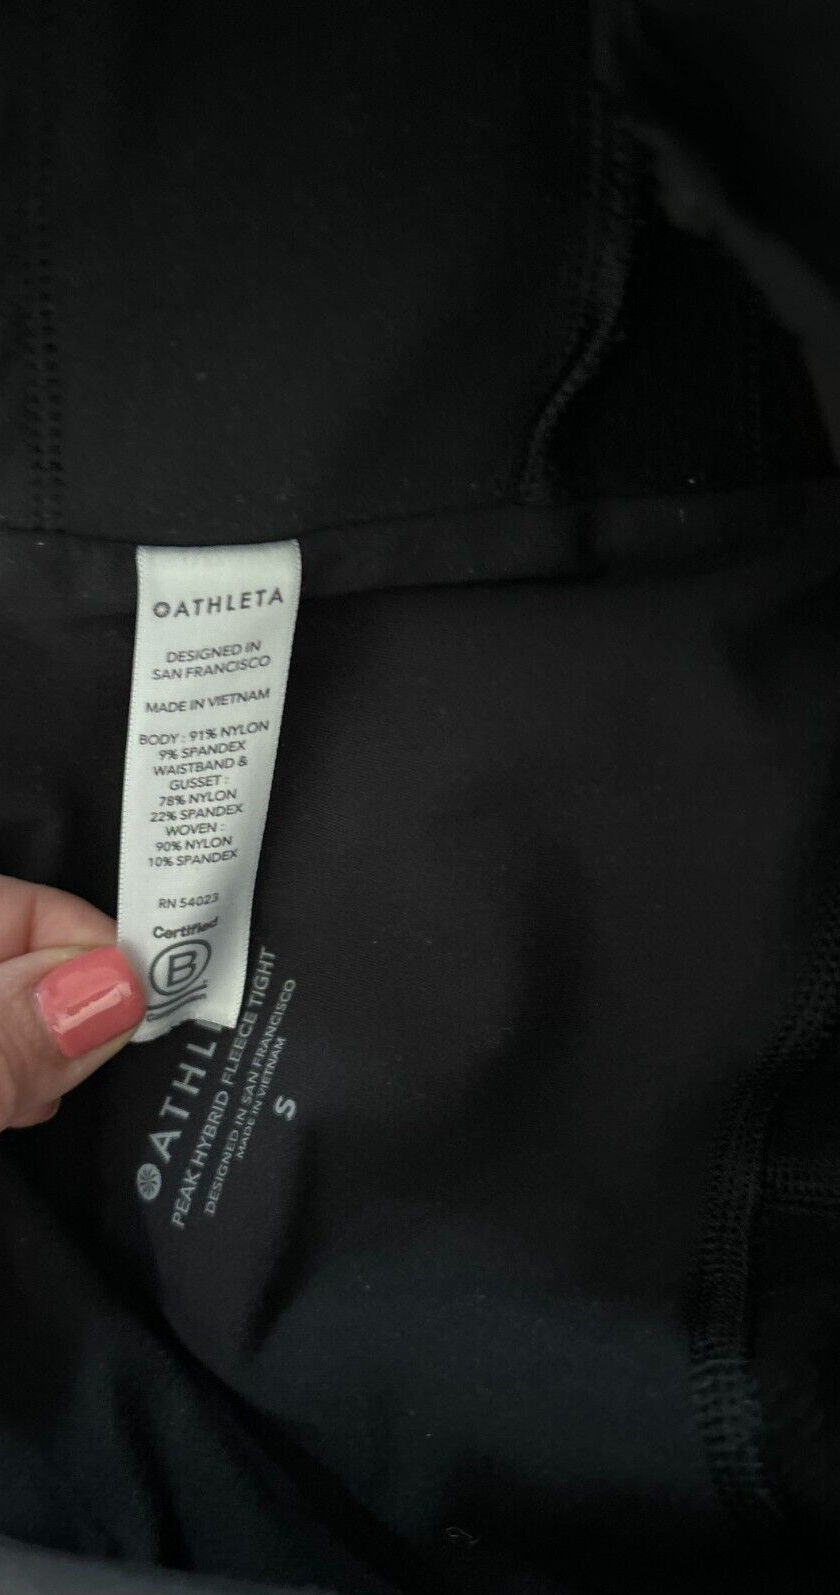 ATHLETA
DESIGNED IN
SAN FRANCISCO
MADE IN VIETNAM
BODY : 91% NYLON
9% SPANDEX
WAISTBAND &
GUSSET :
78% NYLON
22% SPANDEX
WOVEN :
90% NYLON
10% SPANDEX
RN 54023
Certified
B
ATHL
PEAK HYBRID FLEECE TIGHT
DESIGNED IN SAN FRANCISCO
MADE IN VIETNAM
S